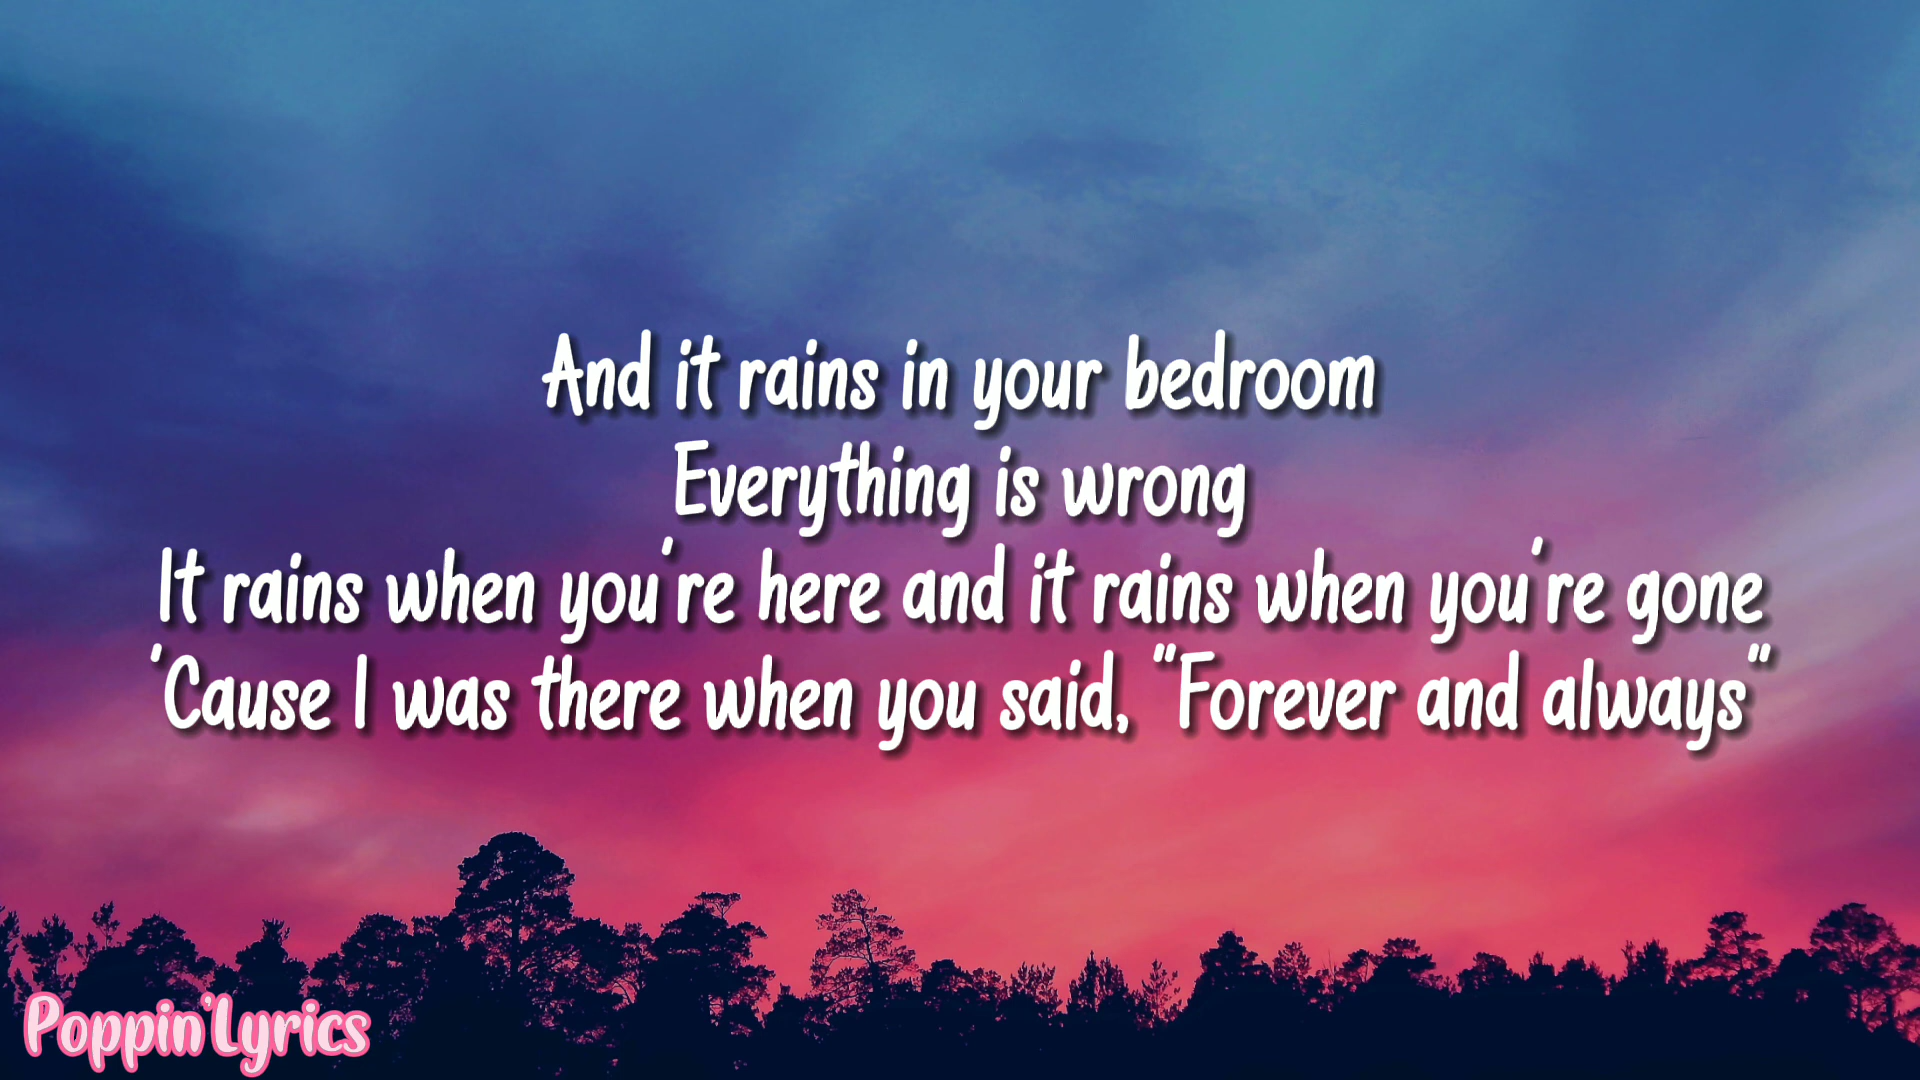 And it rains in your bedroom
Everything is wrong
It rains when you're here and it rains when you're gone
'Cause I was there when you said, "Forever and always"
Poppin'Lyrics